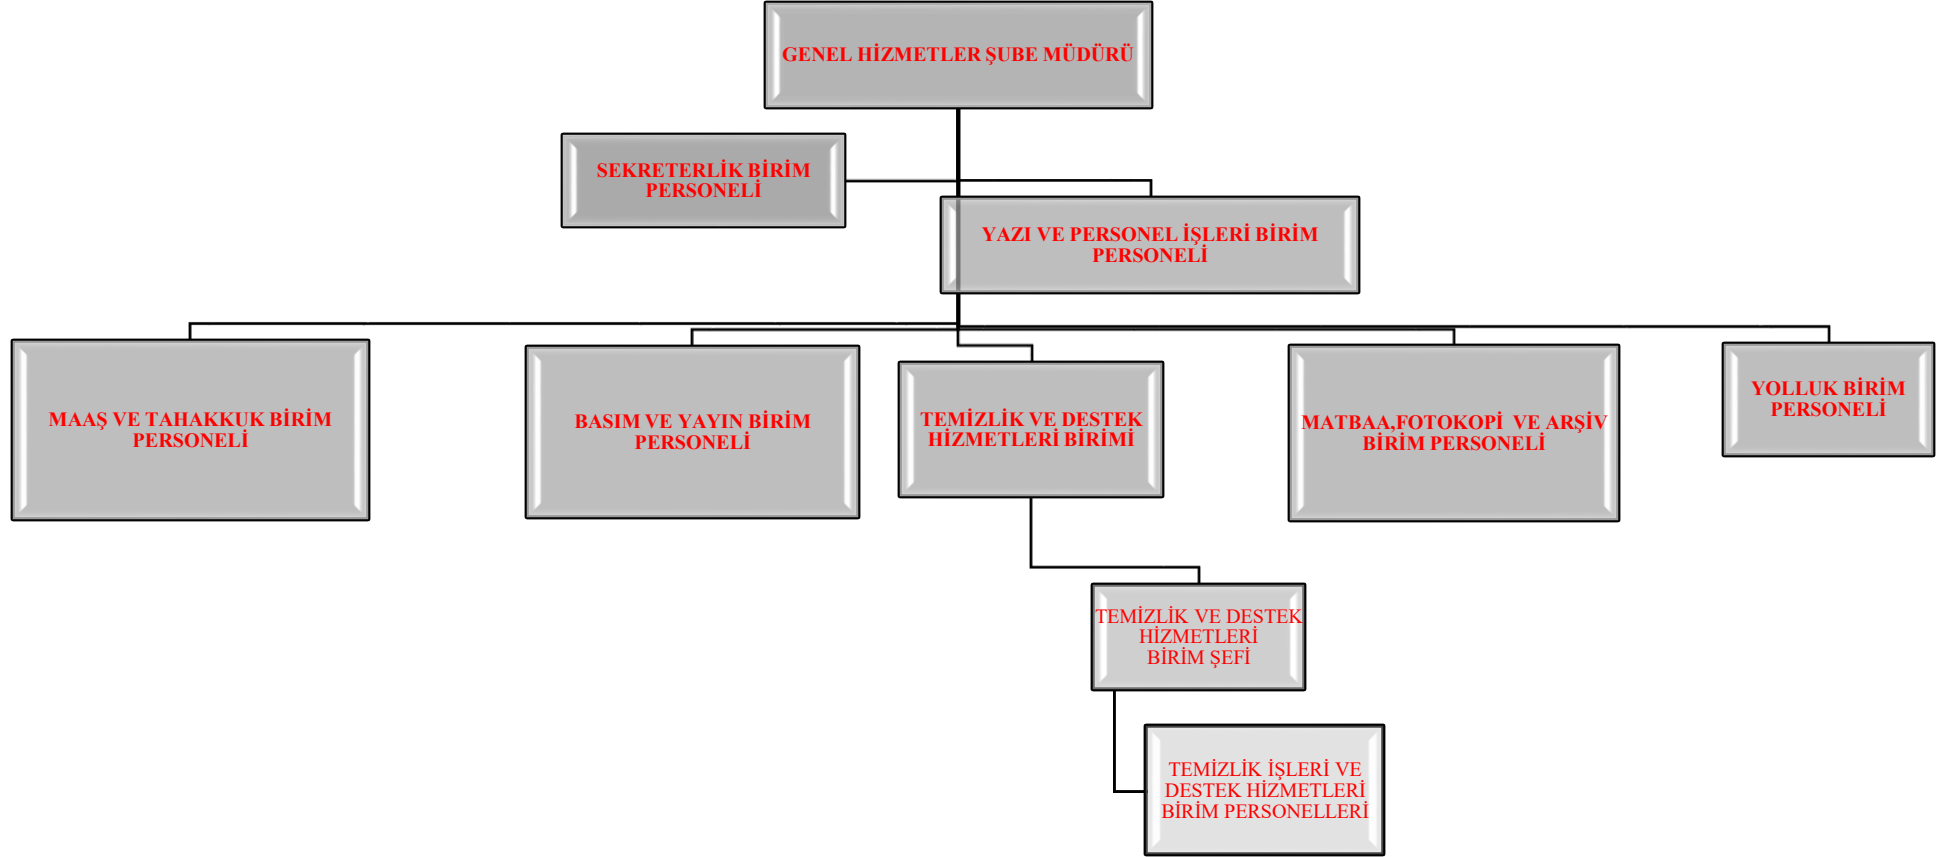 GENEL HİZMETLER ŞUBE MÜDÜRÜ
SEKRETERLİK BİRİM
PERSONELİ
YAZI VE PERSONEL İŞLERİ BİRİM
PERSONELİ
MAAŞ VE TAHAKKUK BİRİM
PERSONELİ
BASIM VE YAYIN BİRİM
PERSONELİ
TEMİZLİK VE DESTEK
HİZMETLERİ BİRİMİ
MATBAA,FOTOKOPİ VE ARŞİV
BİRİM PERSONELİ
YOLLUK BİRİM
PERSONELİ
TEMİZLİK VE DESTEK
HİZMETLERİ
BİRİM ŞEFİ
TEMİZLİK İŞLERİ VE
DESTEK HİZMETLERİ
BİRİM PERSONELLERİ